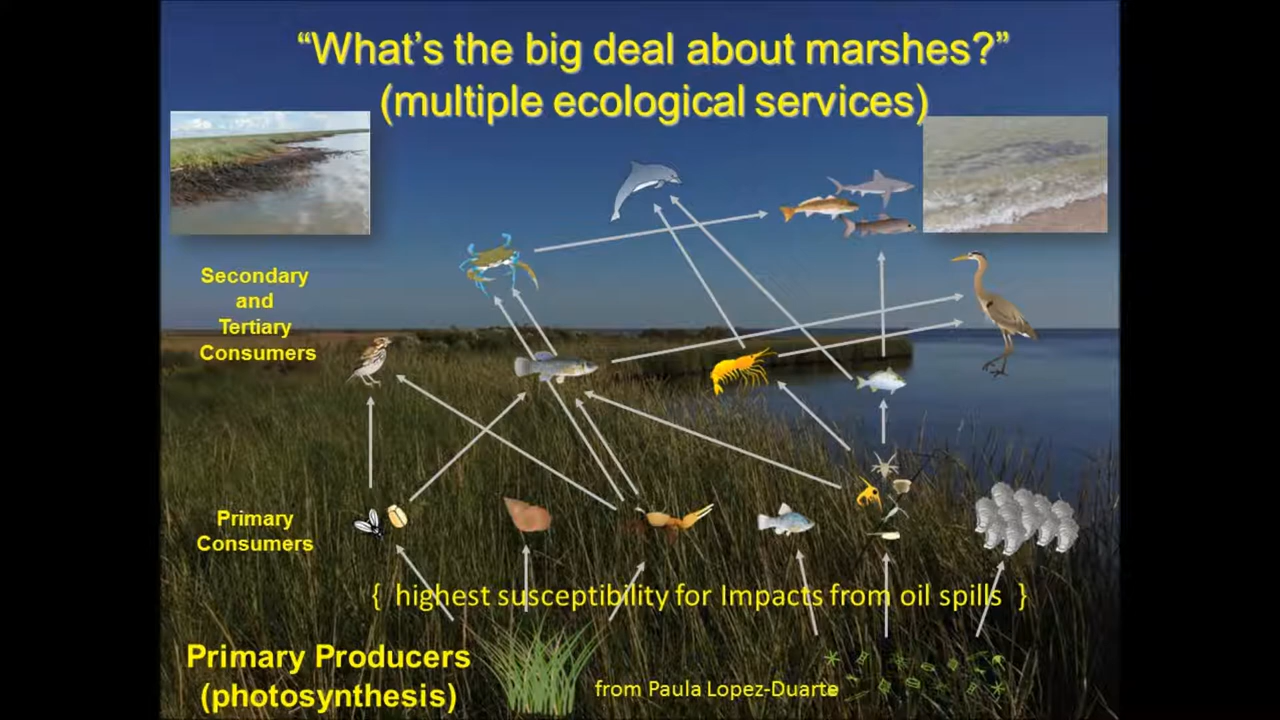 “What’s the big deal about marshes?”
(multiple ecological services)
Secondary
and
Tertiary
Consumers
Primary
Consumers
{ highest susceptibility for Impacts from oil spills }
Primary Producers
(photosynthesis)
from Paula Lopez-Duarte